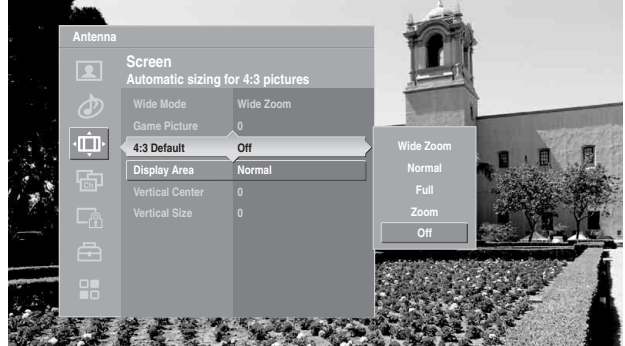 Antenna
Screen
Automatic sizing for 4:3 pictures
Wide Mode Wide Zoom
Game Picture 0
4:3 Default Off
Display Area Normal
Vertical Center 0
Vertical Size 0
Wide Zoom
Normal
Full
Zoom
Off
Ch